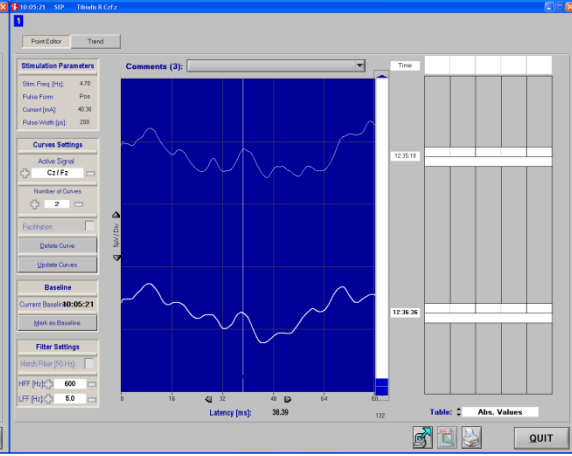 10:05:21 SEP Tibialis R CzFz
1
Point Editor Trend
Stimulation Parameters
Stim. Freq. [Hz]: 4.70
Pulse Form: Pos
Current [mA]: 40.30
Pulse Width [µs]: 200
Curves Settings
Active Signal
Cz / Fz
Number of Curves
2
Facilitation
Delete Curve
Update Curves
Baseline
Current Baselin 10:05:21
Mark as Baseline
Filter Settings
Notch Filter [50 Hz]:
HFF [Hz]: 600
LFF [Hz]: 5.0
Comments (3):
5µV / Div
0 16 32 48 64 80
Latency [ms]: 38.39
132
Time
12:35:19
12:36:36
Table: Abs. Values
QUIT